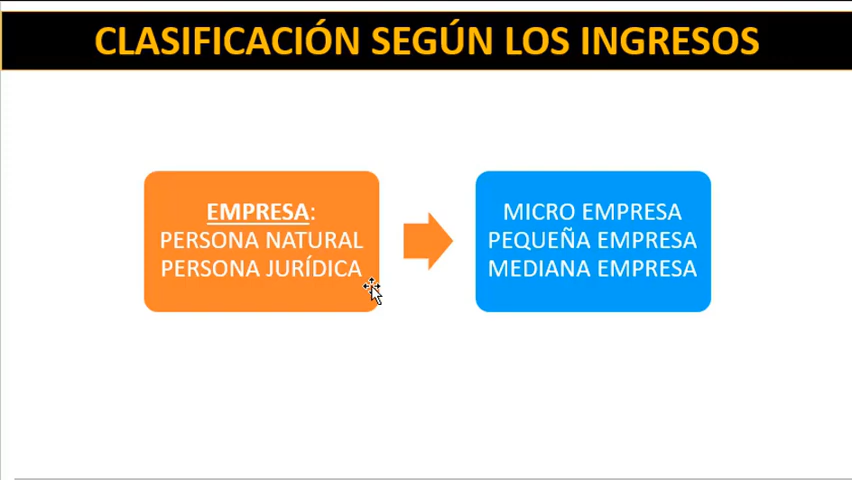 CLASIFICACIÓN SEGÚN LOS INGRESOS
EMPRESA:
PERSONA NATURAL
PERSONA JURÍDICA
MICRO EMPRESA
PEQUEÑA EMPRESA
MEDIANA EMPRESA